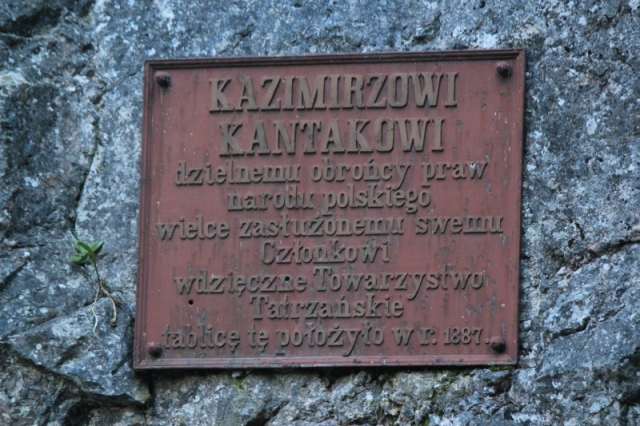 KAZIMIRZOWI
KANTAKOWI
dzielnemu obrońcy praw
narodu polskiego
wielce zasłużonemu swemu
Członkowi
wdzięczne Towarzystwo
Tatrzańskie
tablicę tę położyło w r. 1887.